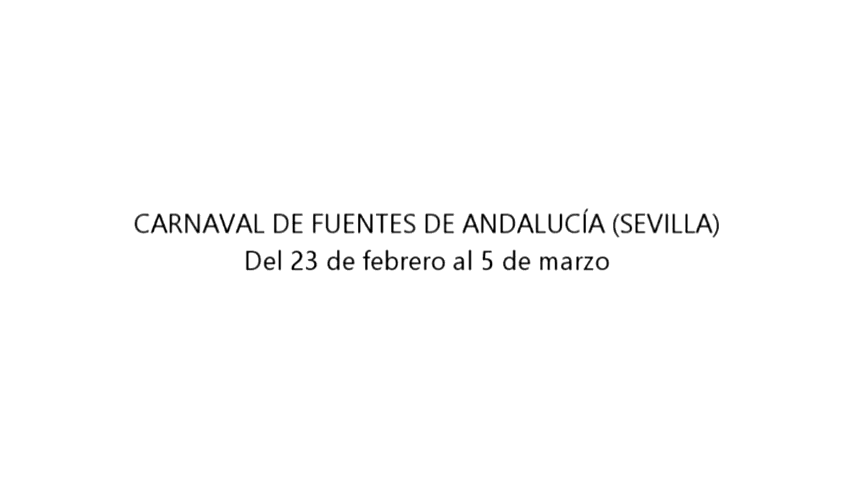 CARNAVAL DE FUENTES DE ANDALUCÍA (SEVILLA)
Del 23 de febrero al 5 de marzo